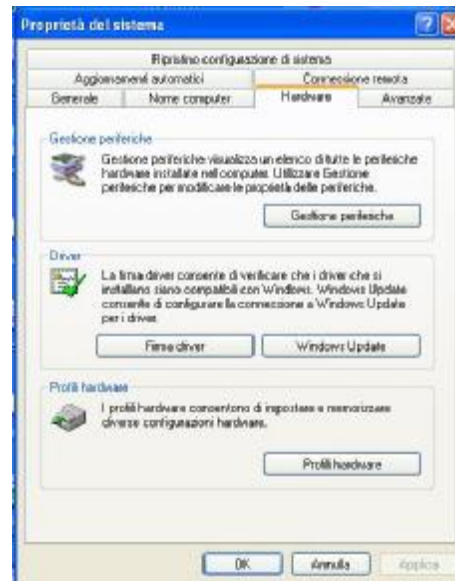 Proprietà del sistema
Ripristino configurazione di sistema
Aggiornamenti automatici
Connessione remota
Generale
Nome computer
Hardware
Avanzate
Gestione periferiche
Gestione periferiche visualizza un elenco di tutte le periferiche
hardware installate nel computer. Utilizzare Gestione
periferiche per modificare le proprietà delle periferiche.
Gestione periferiche
Driver
La firma driver consente di verificare che i driver che si
installano siano compatibili con Windows. Windows Update
consente di configurare la connessione a Windows Update
per i driver.
Firma driver
Windows Update
Profili hardware
I profili hardware consentono di impostare e memorizzare
diverse configurazioni hardware.
Profili hardware
OK
Annulla
Applica